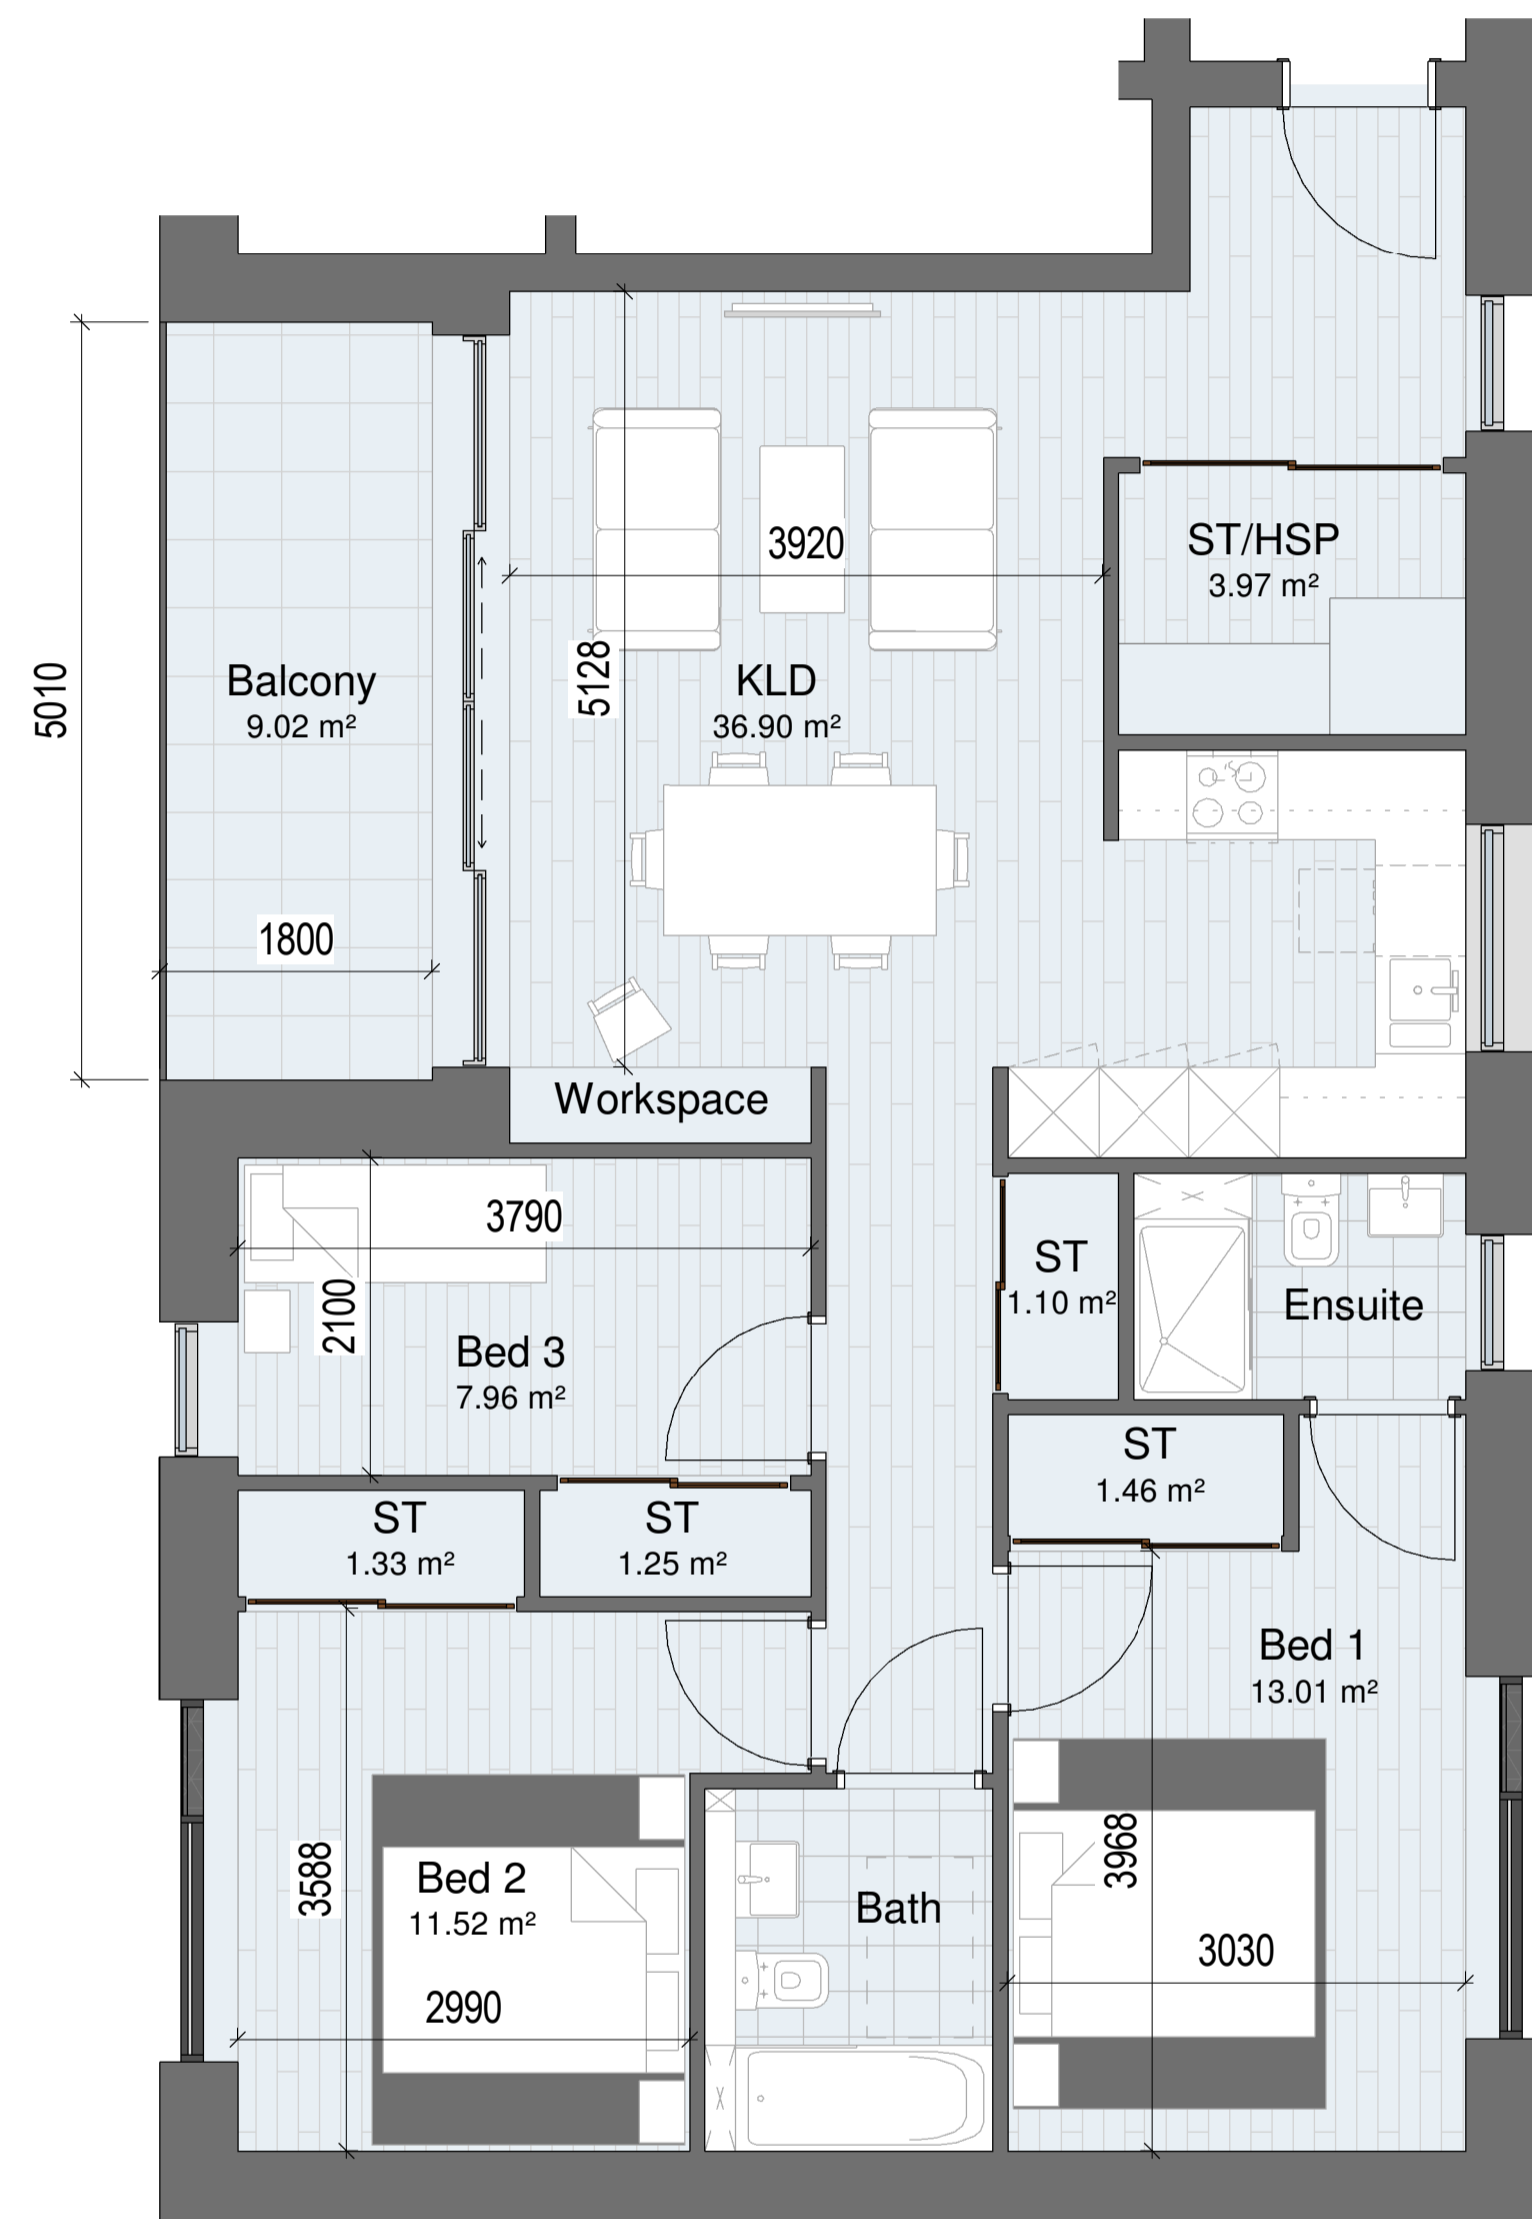 ST/HSP
3.97 m²
3920
5128
KLD
36.90 m²
Balcony
9.02 m²
5010
1800
Workspace
3790
2100
Bed 3
7.96 m²
ST
1.10 m²
Ensuite
ST
1.46 m²
ST
1.33 m²
ST
1.25 m²
Bed 1
13.01 m²
3588
Bed 2
11.52 m²
2990
Bath
3968
3030